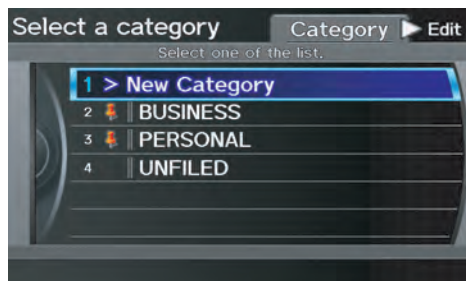 Select a category Category ▶ Edit
Select one of the list.
1 > New Category
2 BUSINESS
3 PERSONAL
4 UNFILED